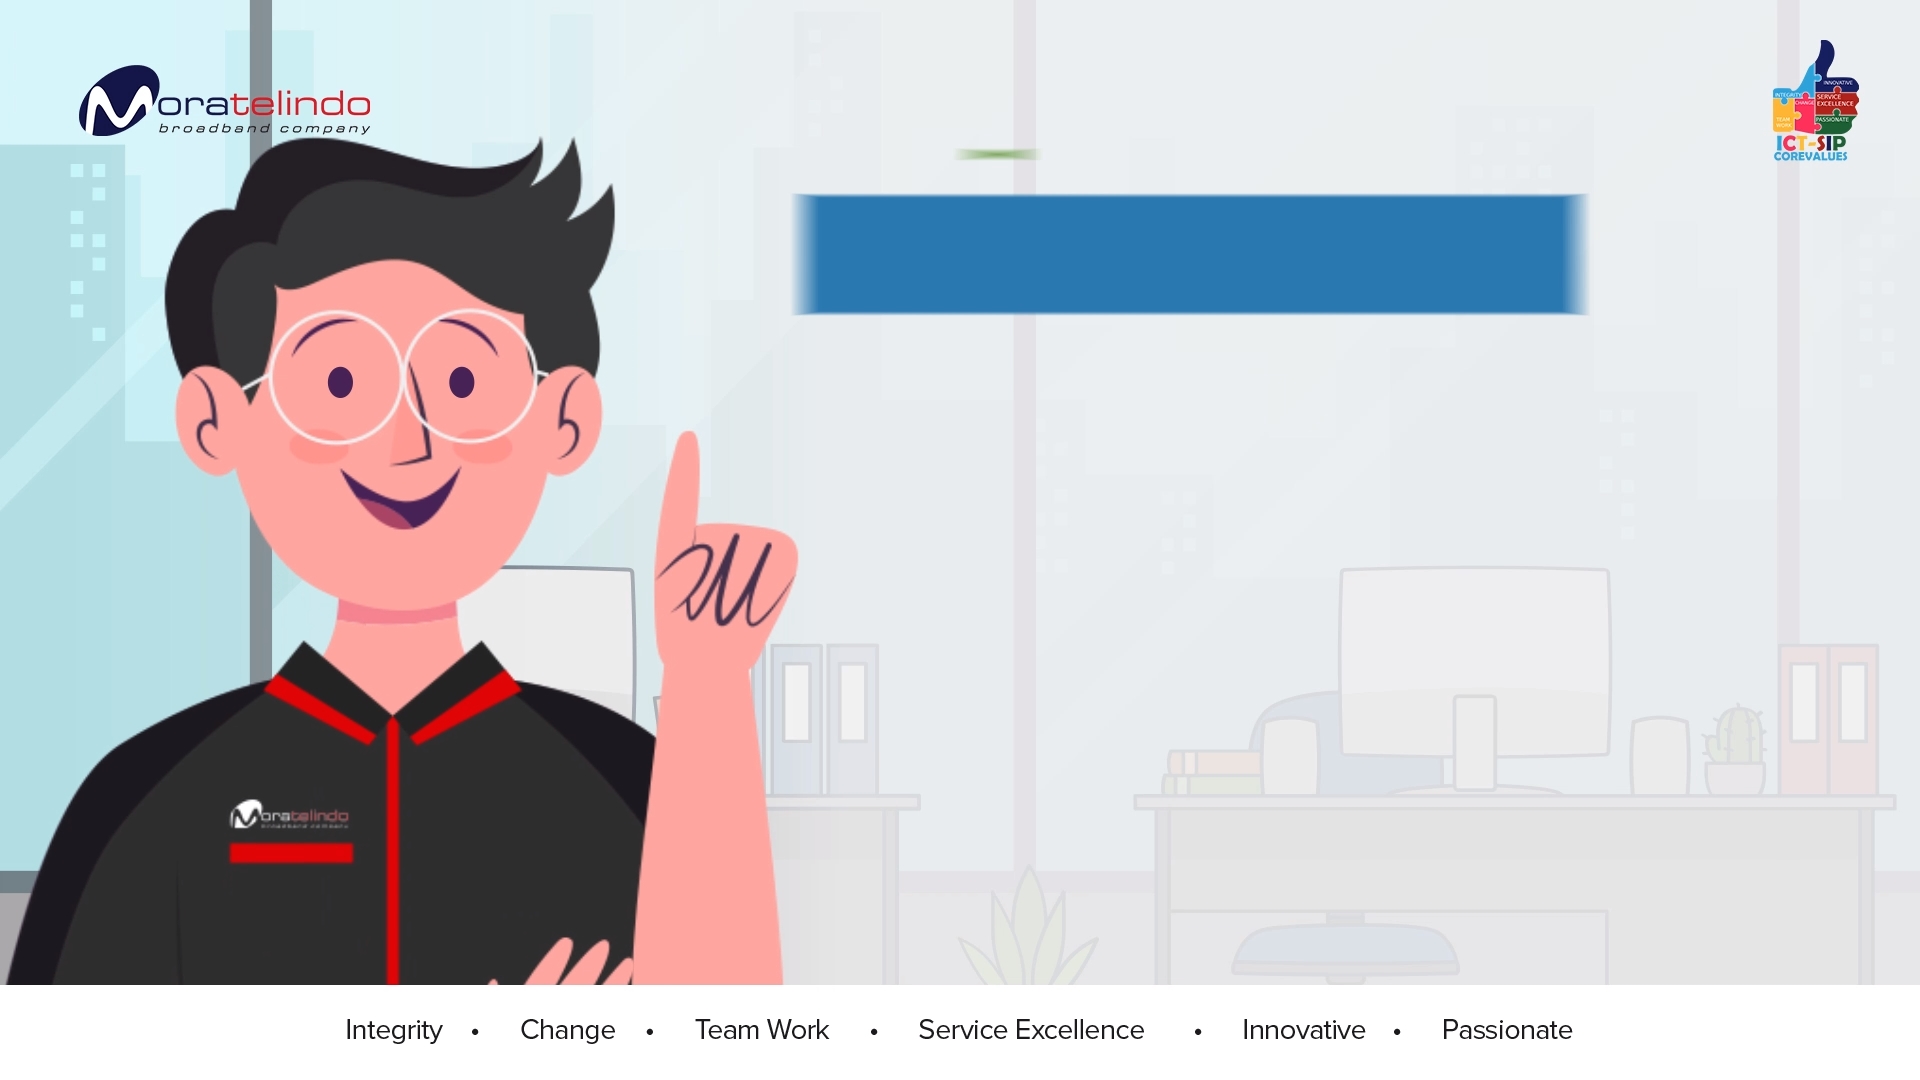 Moratelindo
broadband company
INNOVATIVE
INTEGRITY
CHANGE
SERVICE
EXCELLENCE
TEAM
WORK
PASSIONATE
ICT-SIP
COREVALUES
Moratelindo
broadband company
Integrity • Change • Team Work • Service Excellence • Innovative • Passionate